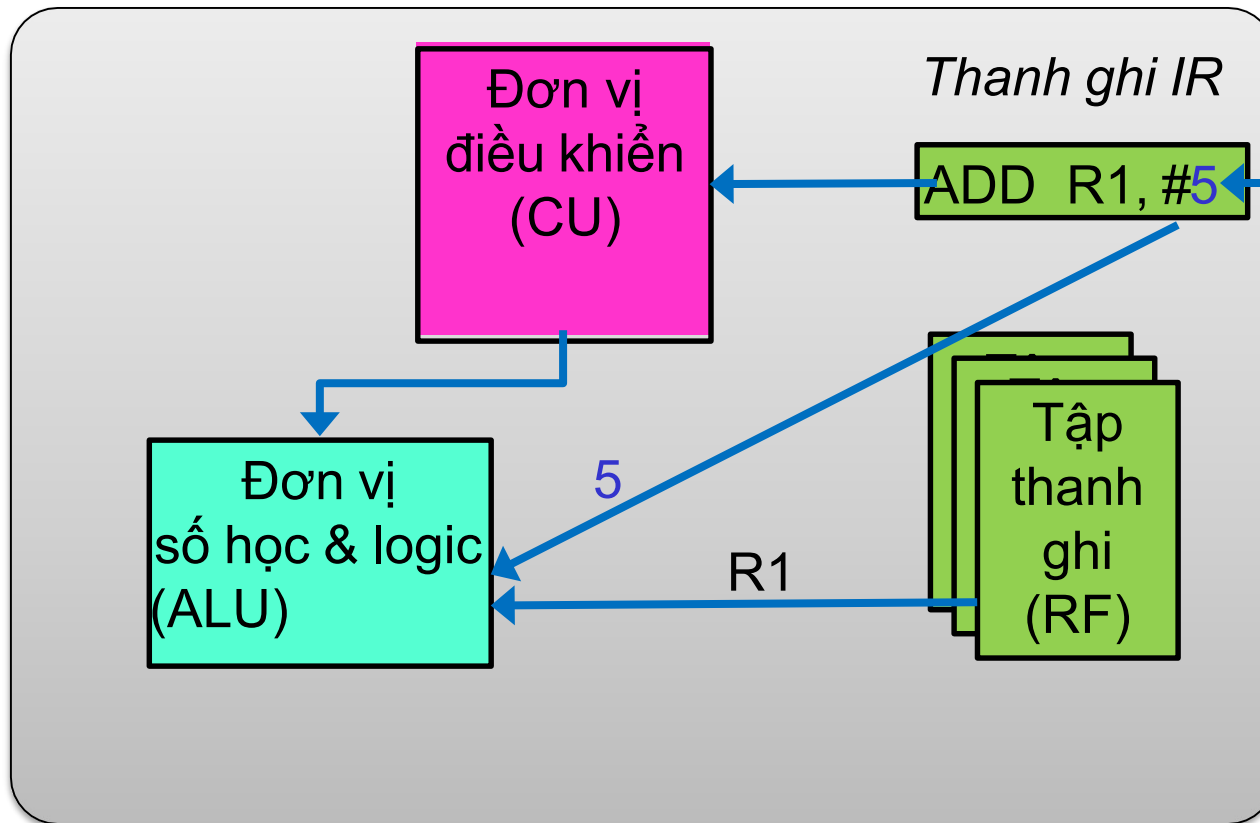 Đơn vị
điều khiển
(CU)
Thanh ghi IR
ADD R1, #5
Đơn vị
số học & logic
(ALU)
5
R1
Tập
thanh
ghi
(RF)